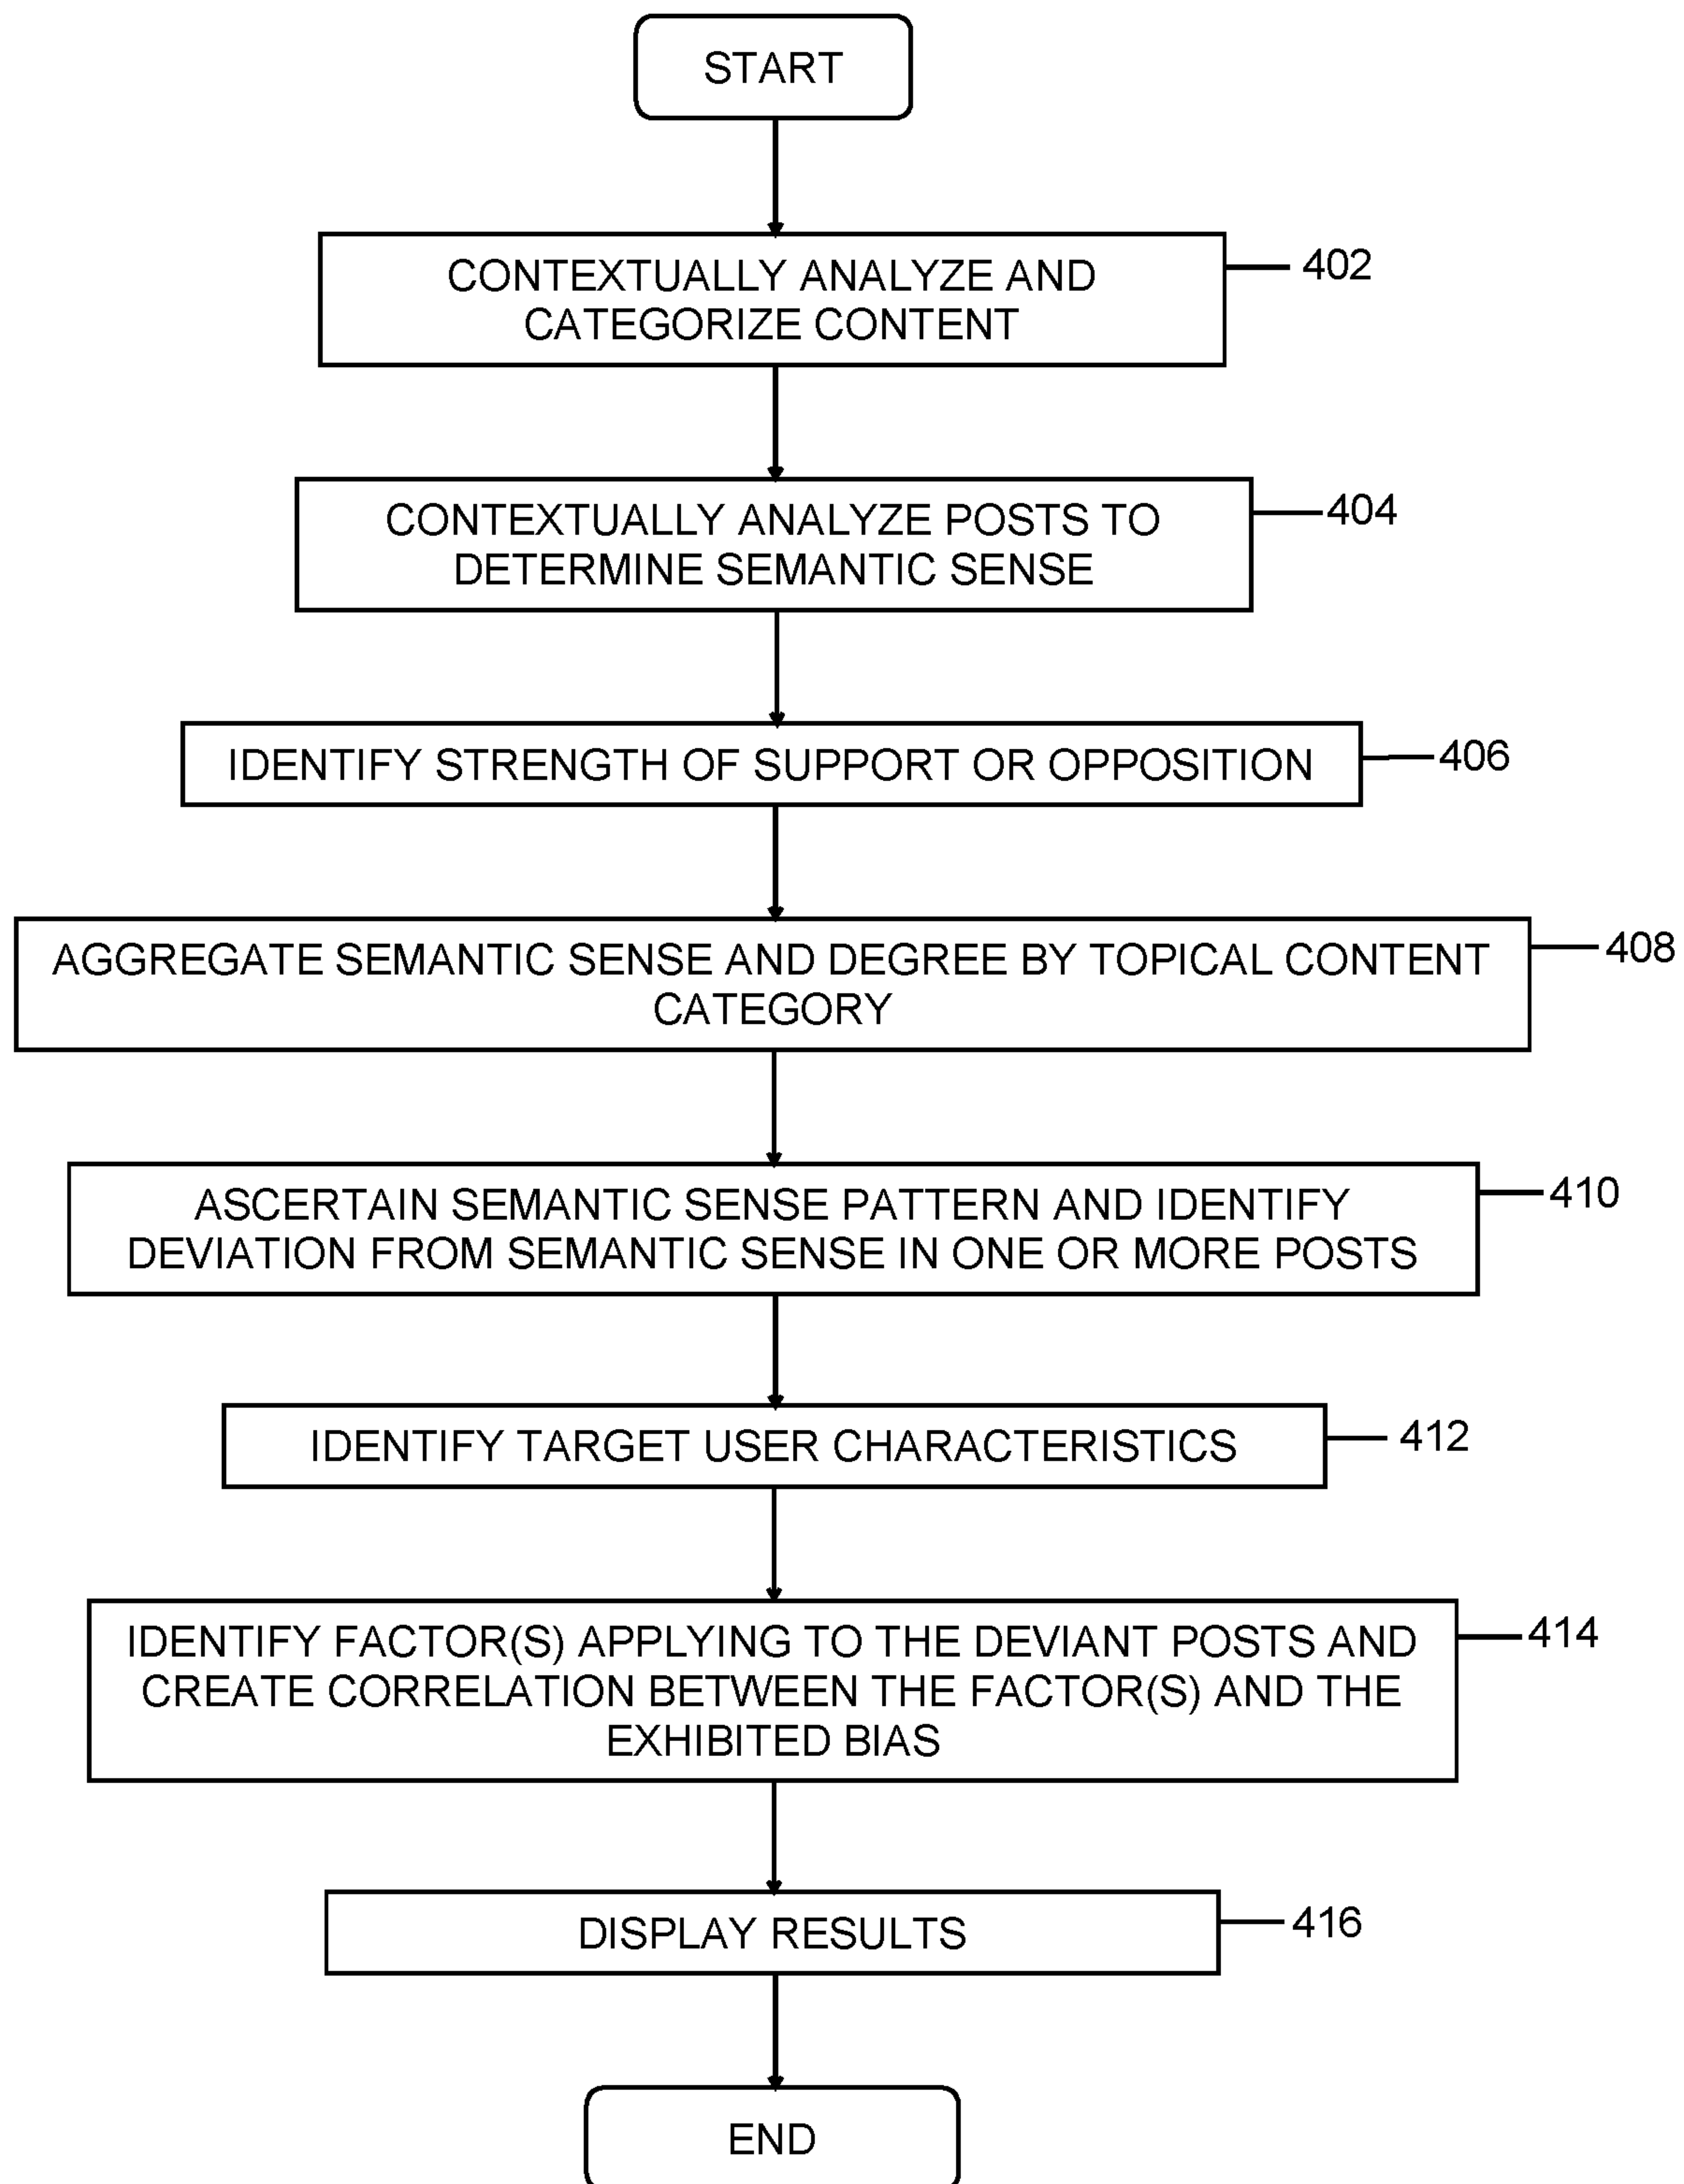 START
CONTEXTUALLY ANALYZE AND
CATEGORIZE CONTENT
402
CONTEXTUALLY ANALYZE POSTS TO
DETERMINE SEMANTIC SENSE
404
IDENTIFY STRENGTH OF SUPPORT OR OPPOSITION
406
AGGREGATE SEMANTIC SENSE AND DEGREE BY TOPICAL CONTENT
CATEGORY
408
ASCERTAIN SEMANTIC SENSE PATTERN AND IDENTIFY
DEVIATION FROM SEMANTIC SENSE IN ONE OR MORE POSTS
410
IDENTIFY TARGET USER CHARACTERISTICS
412
IDENTIFY FACTOR(S) APPLYING TO THE DEVIANT POSTS AND
CREATE CORRELATION BETWEEN THE FACTOR(S) AND THE
EXHIBITED BIAS
414
DISPLAY RESULTS
416
END